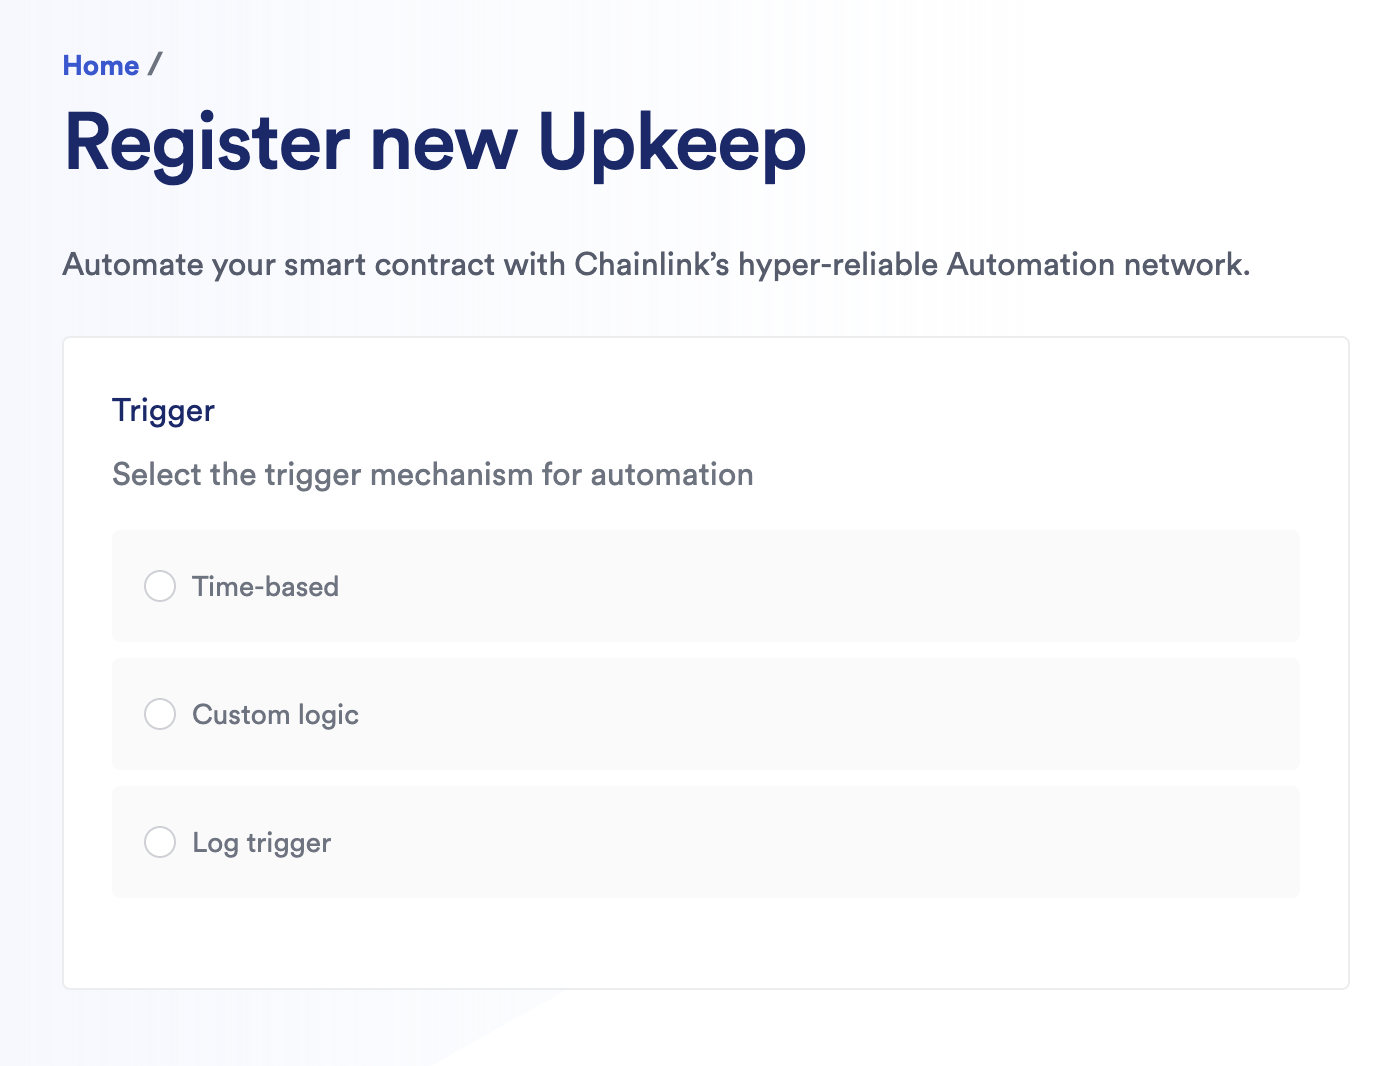 Home /
Register new Upkeep
Automate your smart contract with Chainlink’s hyper-reliable Automation network.
Trigger
Select the trigger mechanism for automation
Time-based
Custom logic
Log trigger